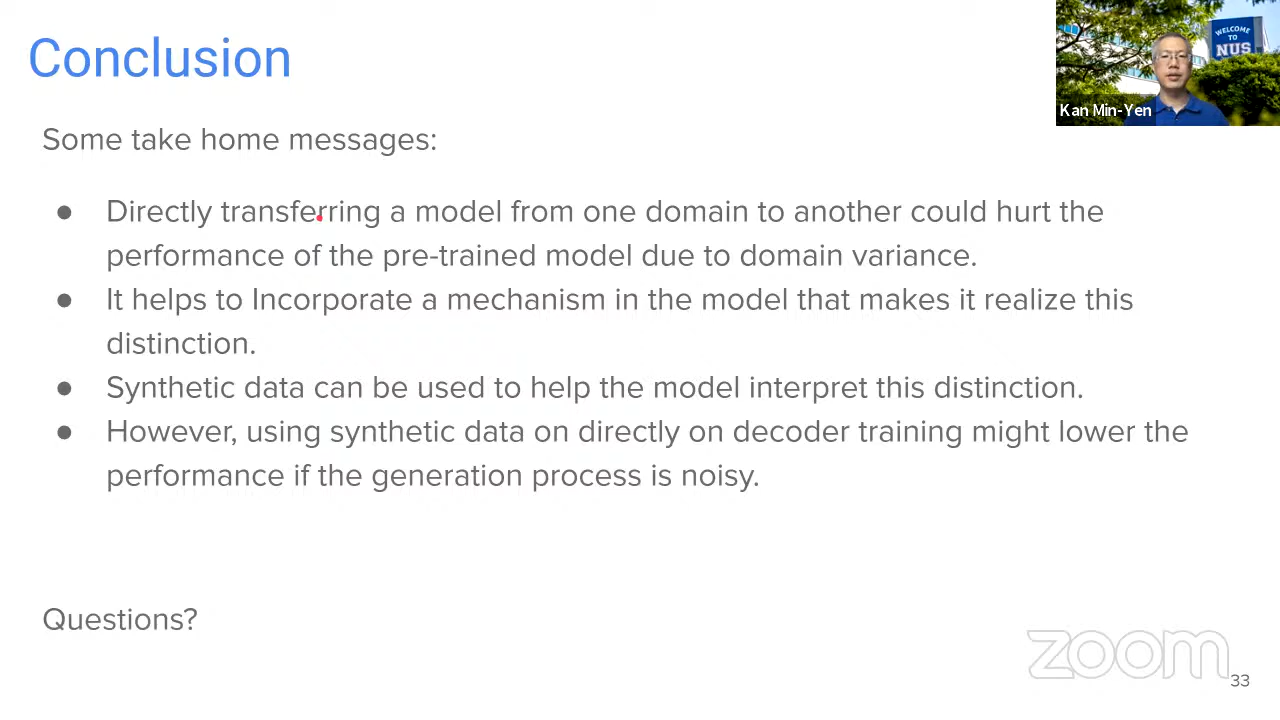 Conclusion
WELCOME
TO
NUS
Kan Min-Yen
Some take home messages:
● Directly transferring a model from one domain to another could hurt the
performance of the pre-trained model due to domain variance.
● It helps to Incorporate a mechanism in the model that makes it realize this
distinction.
● Synthetic data can be used to help the model interpret this distinction.
● However, using synthetic data on directly on decoder training might lower the
performance if the generation process is noisy.
Questions?
zoom
33